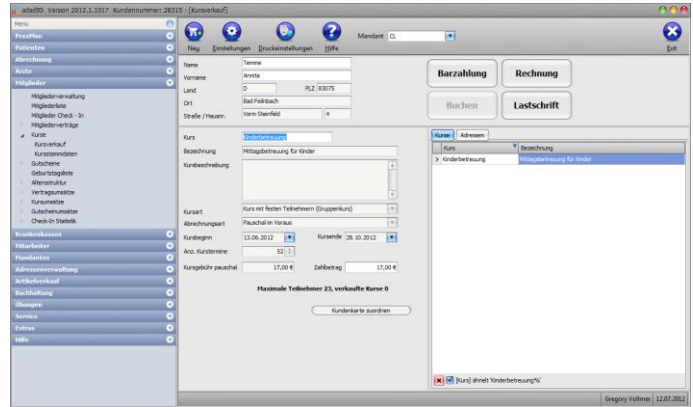 adad95 Version 2012.1.1017 Kundennummer: 28315 - [Kursverkauf]
Menü
PresPlan
Patienten
Abrechnung
Ärzte
Mitglieder
Mitgliederverwaltung
Mitgliederliste
Mitglieder Check - In
Mitgliederverträge
Kurse
Kursverkauf
Kursstammdaten
Gutscheine
Geburtstagsliste
Altersstruktur
Vertragsumsätze
Kursumsätze
Gutscheinumsätze
Check-In Statistik
Krankenkassen
Mitarbeiter
Mandanten
Adressenverwaltung
Artikelverkauf
Buchhaltung
Übungen
Service
Extras
Hilfe
Neu Einstellungen Druckeinstellungen Hilfe
Mandant CL
Exit
Name Temme
Vorname Annita
Land D PLZ 83075
Ort Bad Feilnbach
Straße / Hausnr. Vorm Steinfeld 4
Barzahlung Rechnung
Buchen Lastschrift
Kurs Kinderbetreuung
Bezeichnung Mittagsbetreuung für Kinder
Kursbeschreibung
Kursart Kurs mit festen Teilnehmern (Gruppenkurs)
Abrechnungsart Pauschal im Voraus
Kursbeginn 13.06.2012 Kursende 28.10.2012
Anz. Kurstermine 52
Kursgebühr pauschal 17,00 € Zahlbetrag 17,00 €
Maximale Teilnehmer 23, verkaufte Kurse 0
Kundenkarte zuordnen
Kurse Adressen
Kurs Bezeichnung
Kinderbetreuung Mittagsbetreuung für Kinder
[Kurs] ähnelt 'Kinderbetreuung%'
Gregory Vollmer 12.07.2012